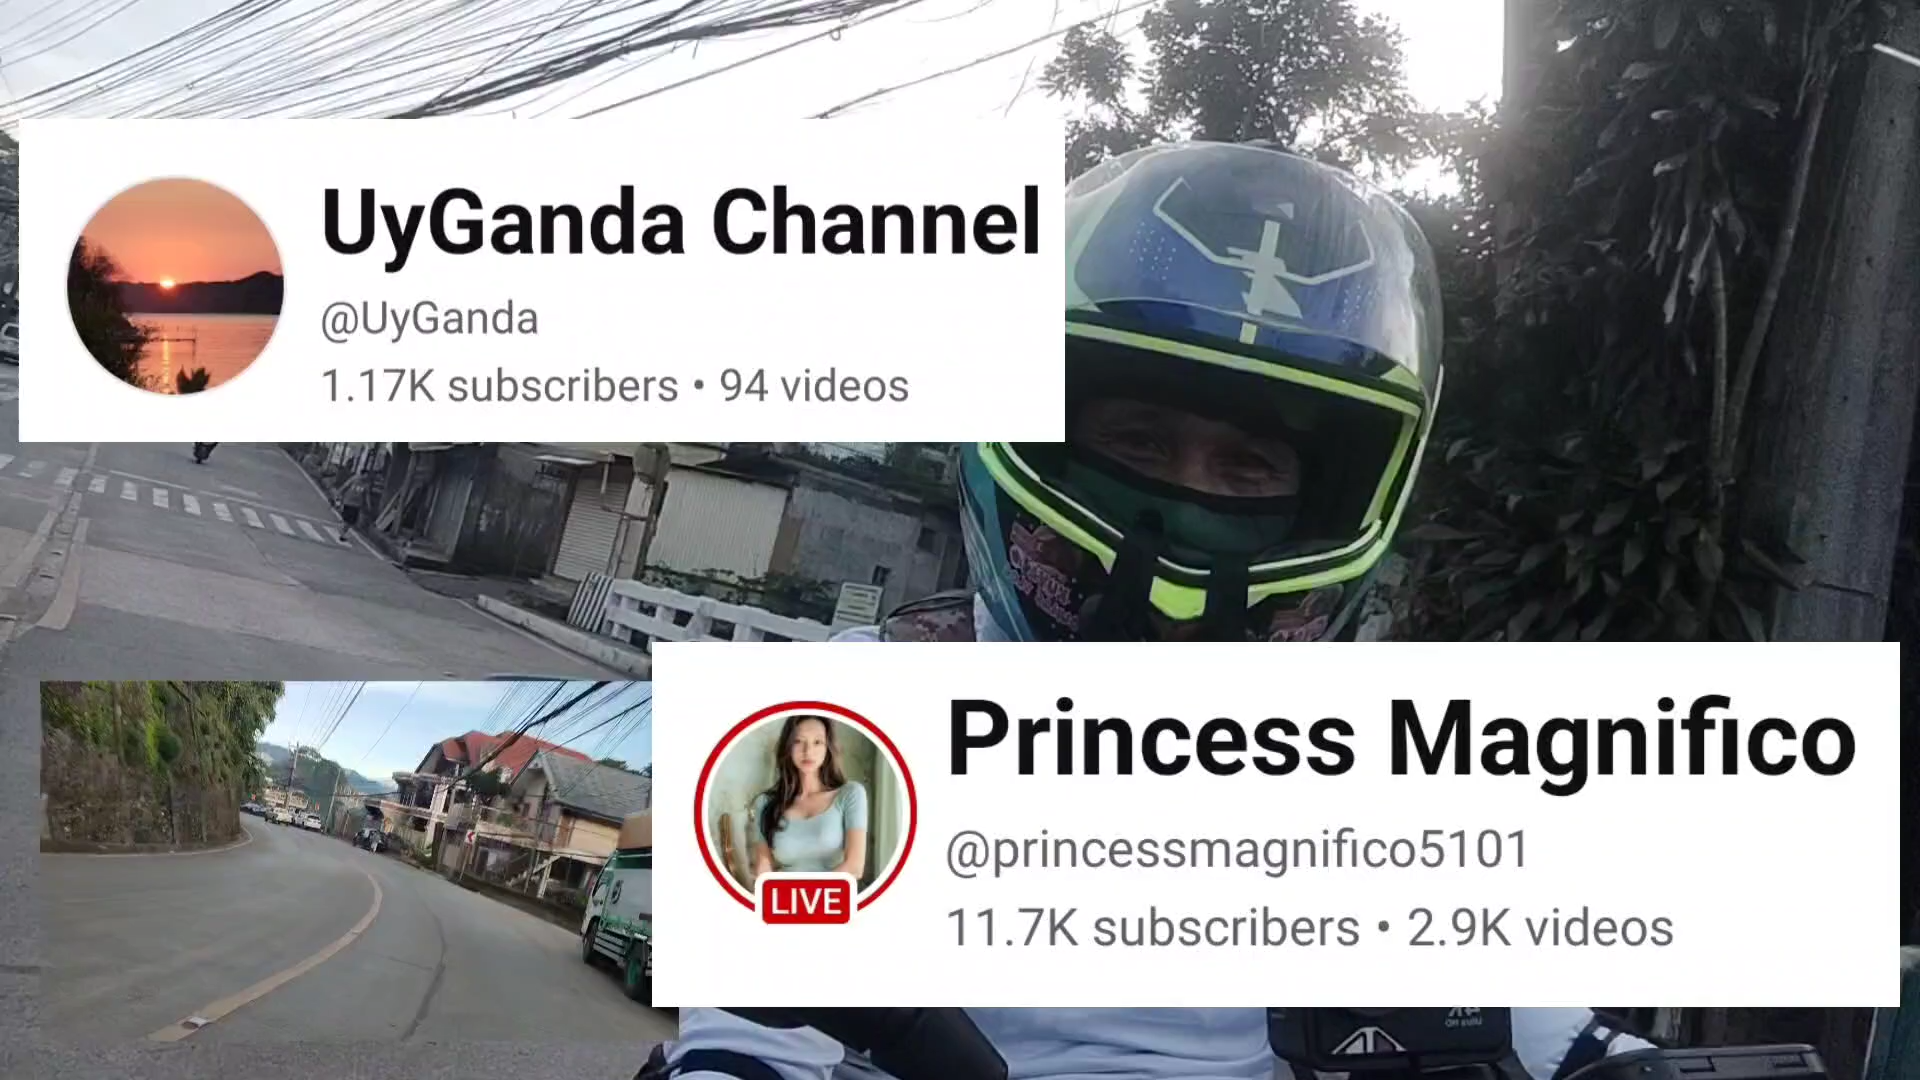 UyGanda Channel
@UyGanda
1.17K subscribers • 94 videos
Princess Magnifico
@princessmagnifico5101
LIVE
11.7K subscribers • 2.9K videos